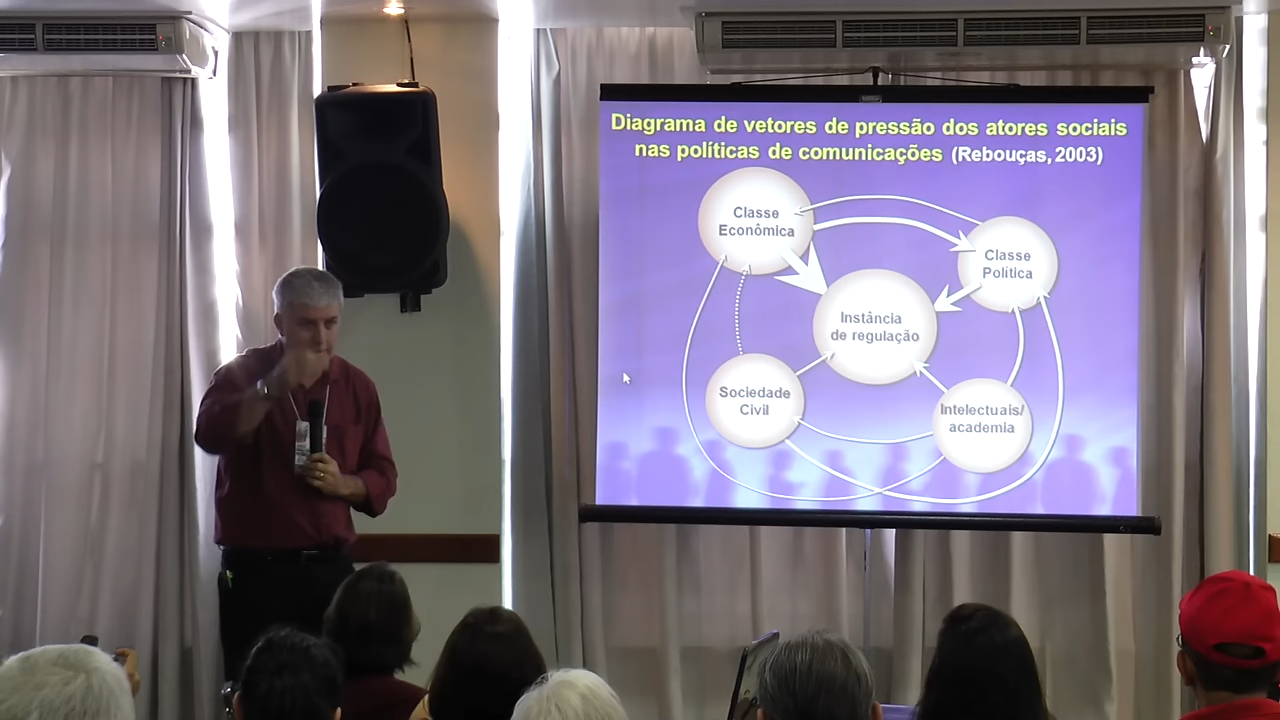 Diagrama de vetores de pressão dos atores sociais
nas políticas de comunicações (Rebouças, 2003)
Classe
Econômica
Classe
Política
Instância
de regulação
Sociedade
Civil
Intelectuais/
academia